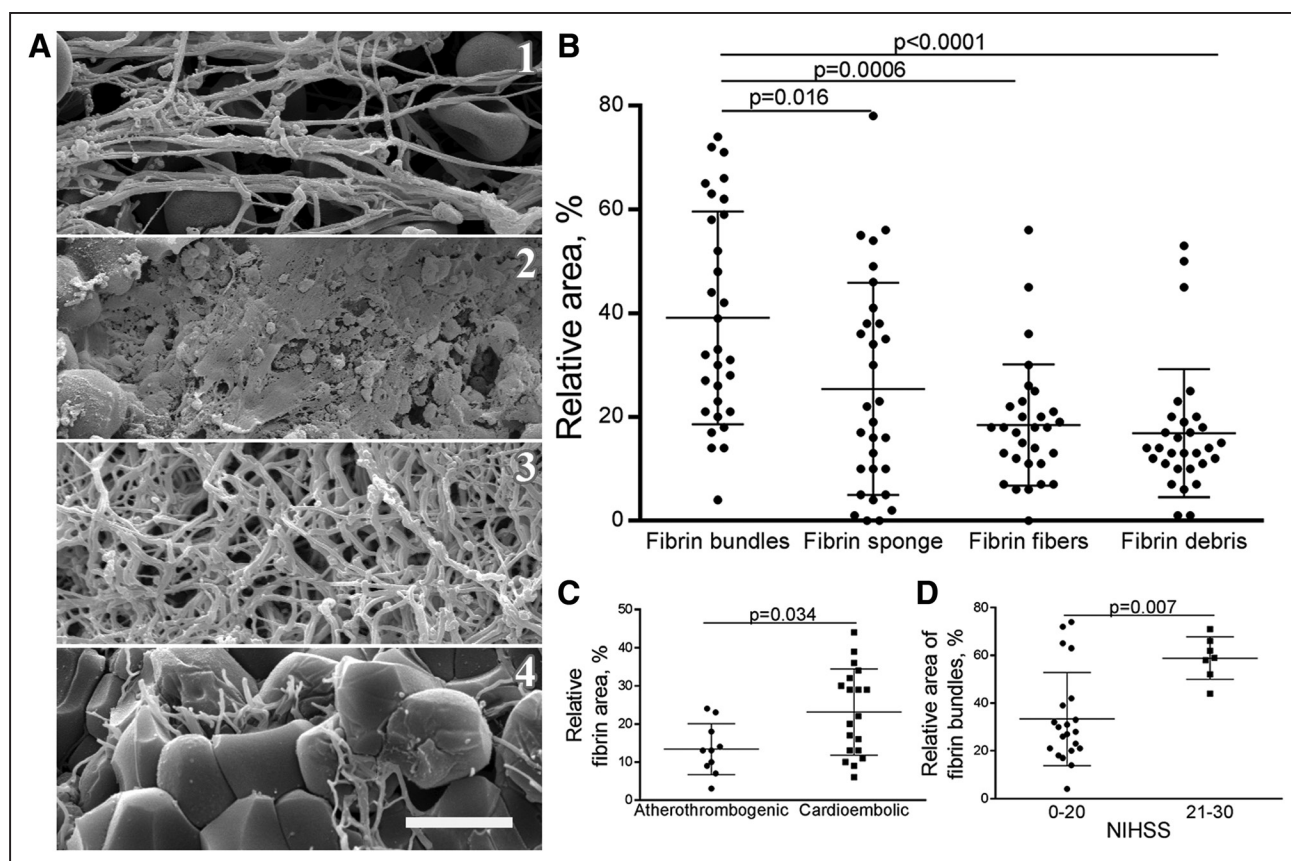 A
1
2
3
4
B
p<0.0001
p=0.0006
p=0.016
Relative area, %
80
60
40
20
0
Fibrin bundles Fibrin sponge Fibrin fibers Fibrin debris
C
p=0.034
Relative
fibrin area, %
50
40
30
20
10
0
Atherothrombogenic Cardioembolic
D
p=0.007
Relative area of
fibrin bundles, %
80
60
40
20
0
0-20 21-30
NIHSS